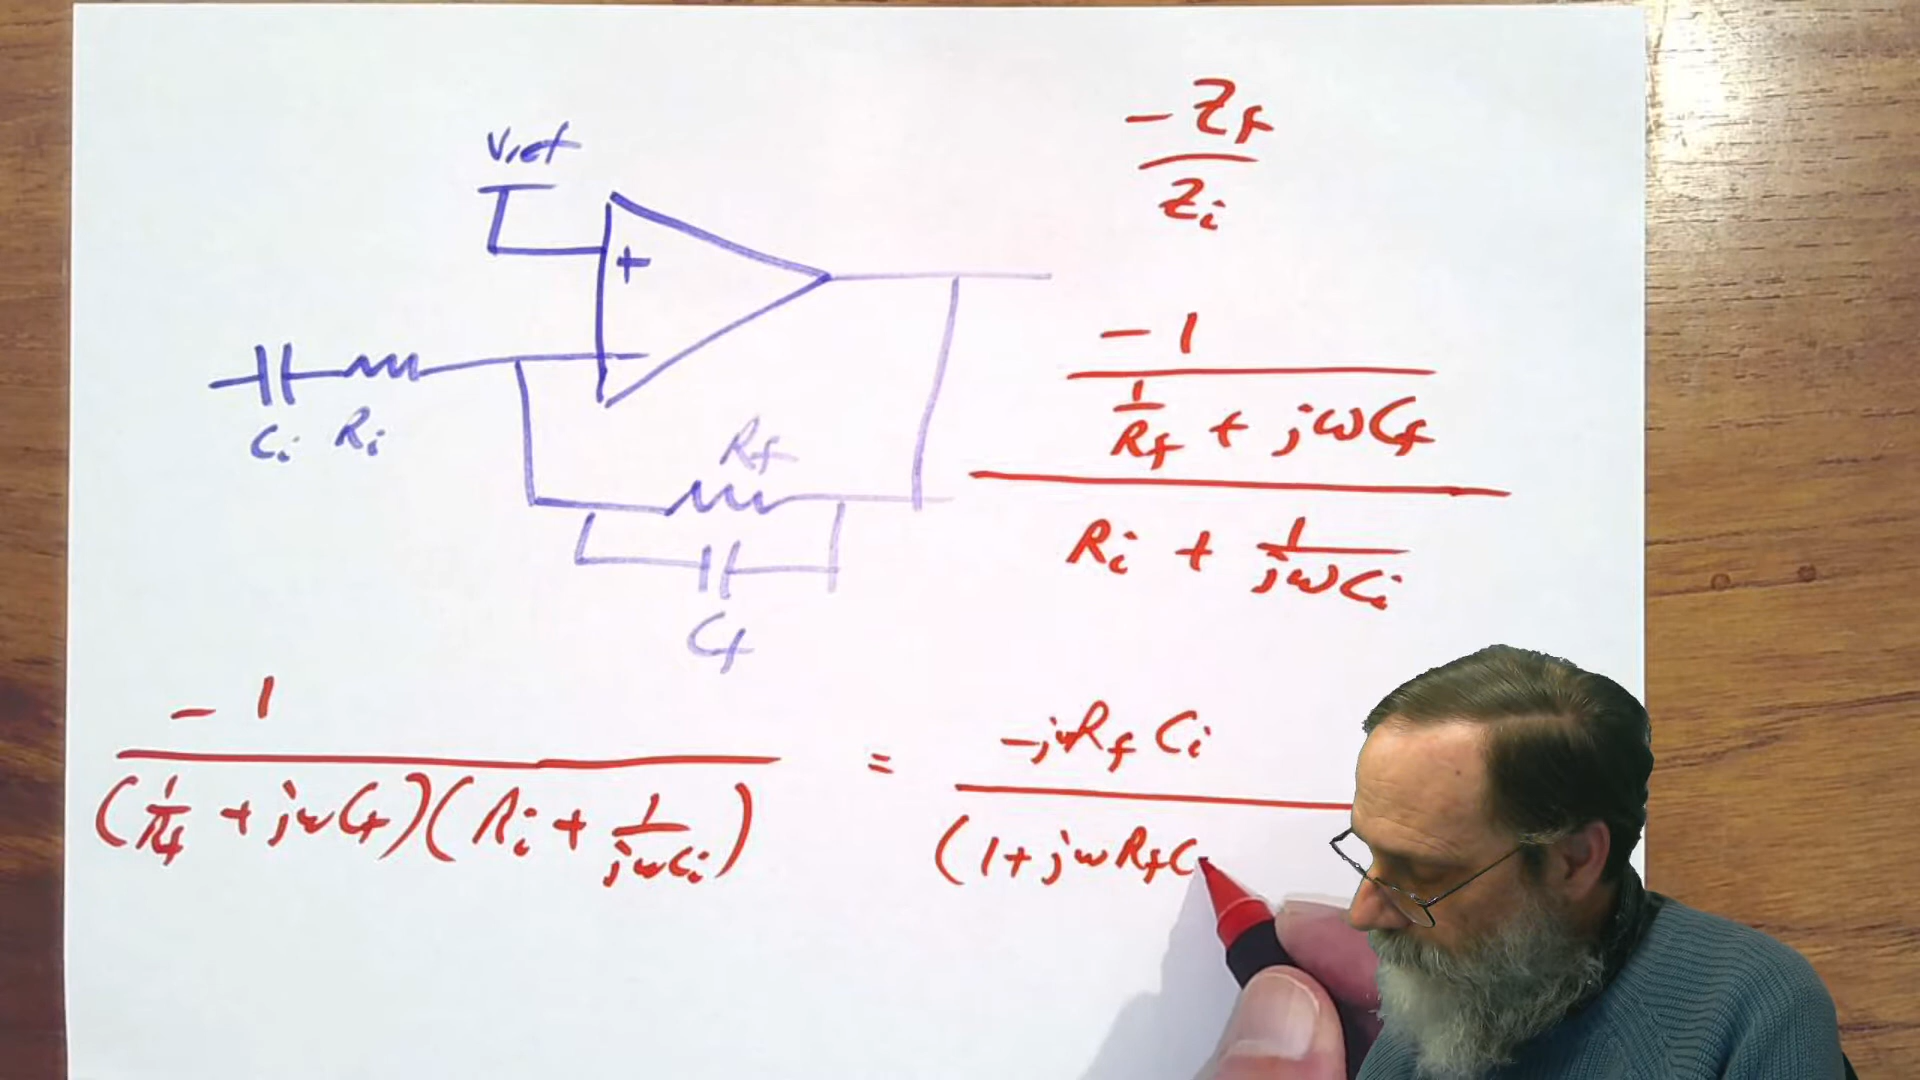 Vref
+
Ci Ri
Rf
Cf
-Zf
Zi
-1
1
Rf + jωCf
Ri + 1
jωCi
-1
(1/Rf + jωCf)(Ri + 1/jωCi)
=
-jωRf Ci
(1+jωRfC